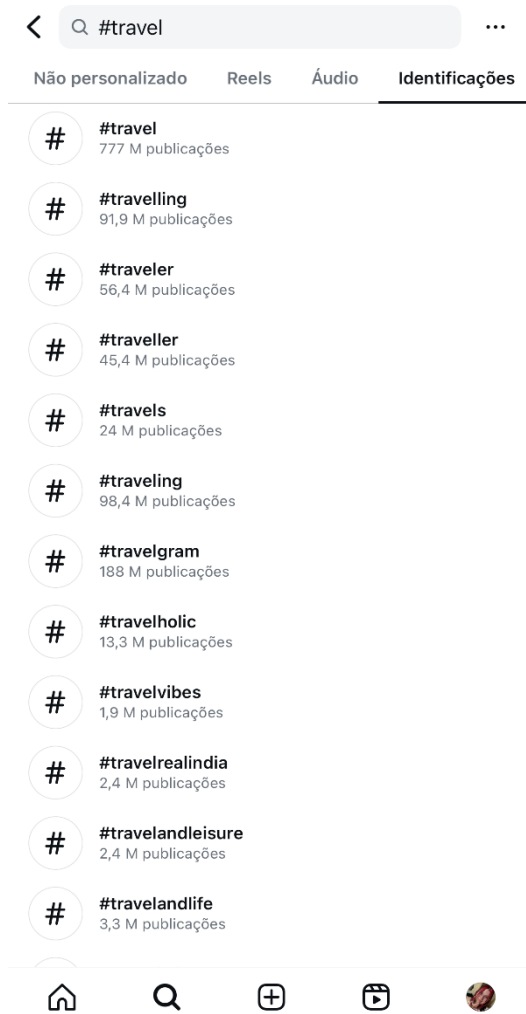 #travel
Não personalizado Reels Áudio Identificações
#travel
777 M publicações
#travelling
91,9 M publicações
#traveler
56,4 M publicações
#traveller
45,4 M publicações
#travels
24 M publicações
#traveling
98,4 M publicações
#travelgram
188 M publicações
#travelholic
13,3 M publicações
#travelvibes
1,9 M publicações
#travelrealindia
2,4 M publicações
#travelandleisure
2,4 M publicações
#travelandlife
3,3 M publicações